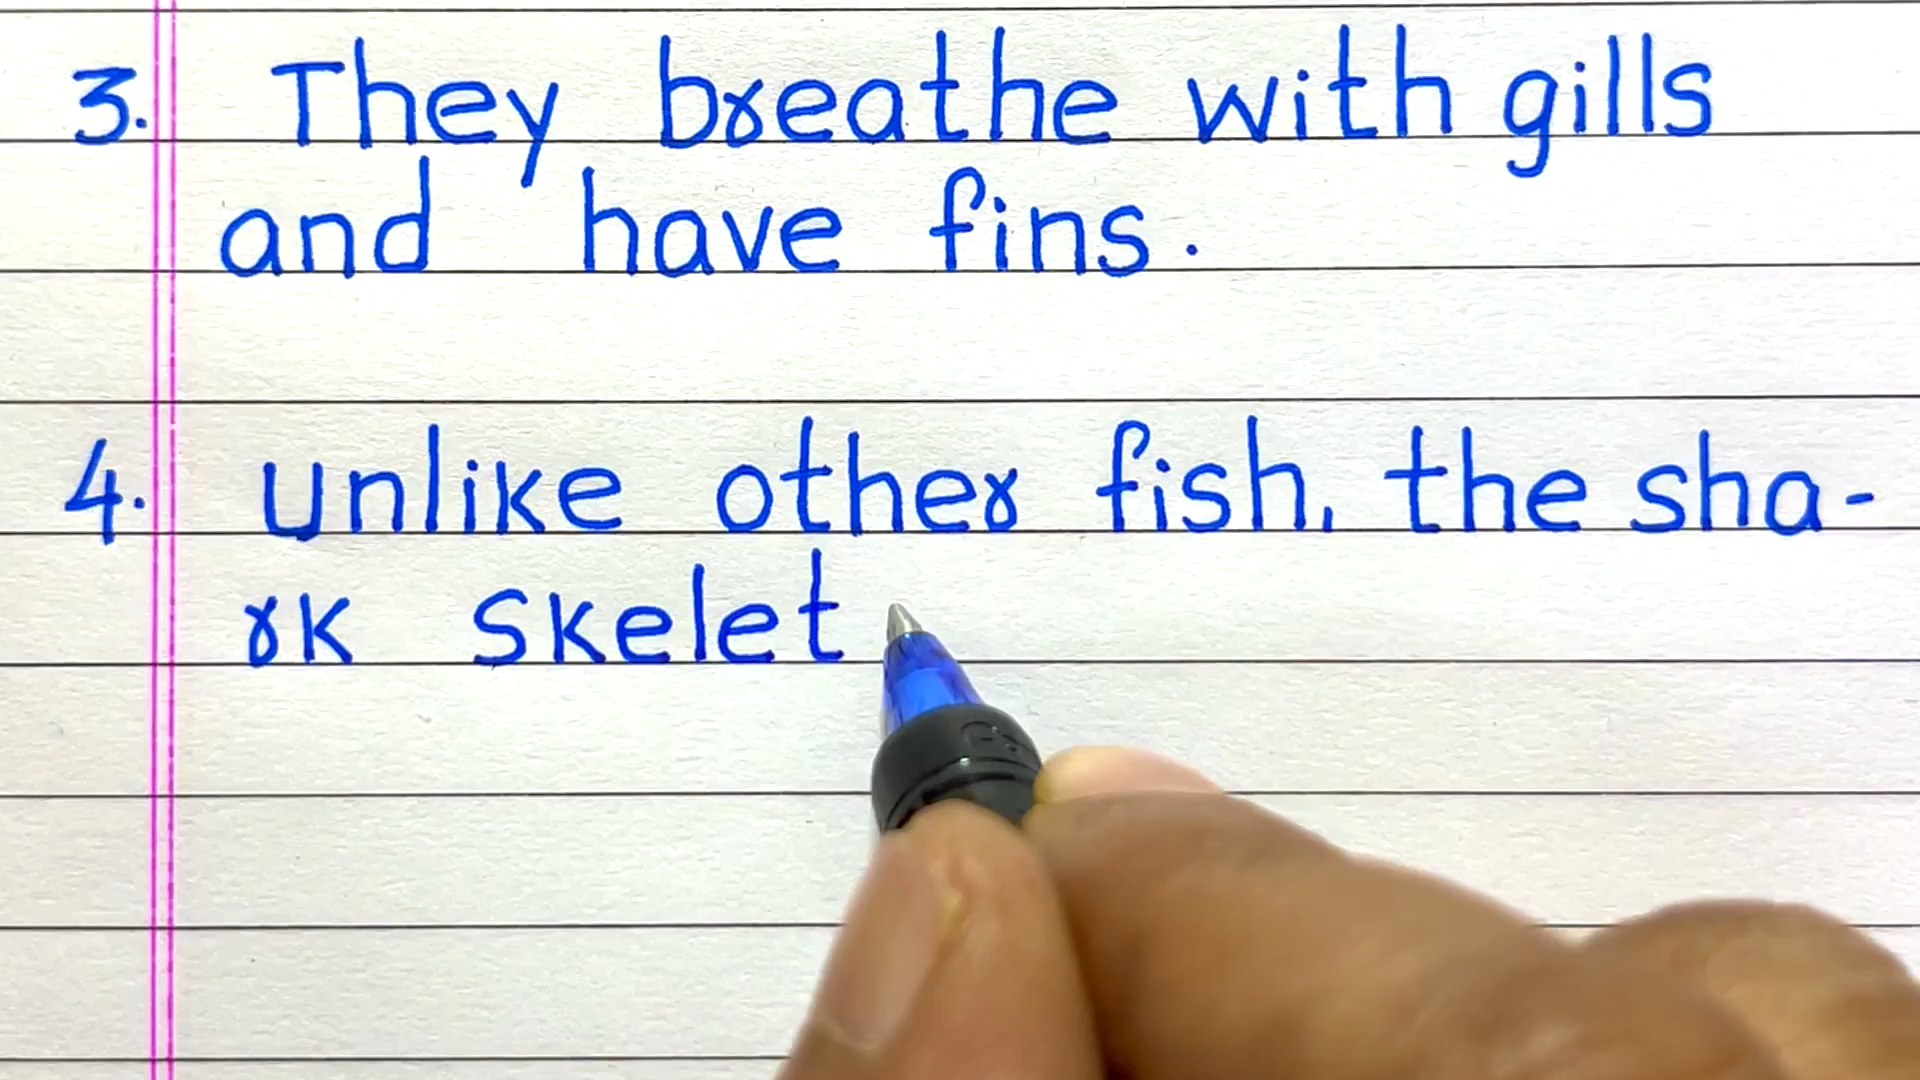 3. They breathe with gills
and have fins.
4. Unlike other fish, the sha-
rk skelet